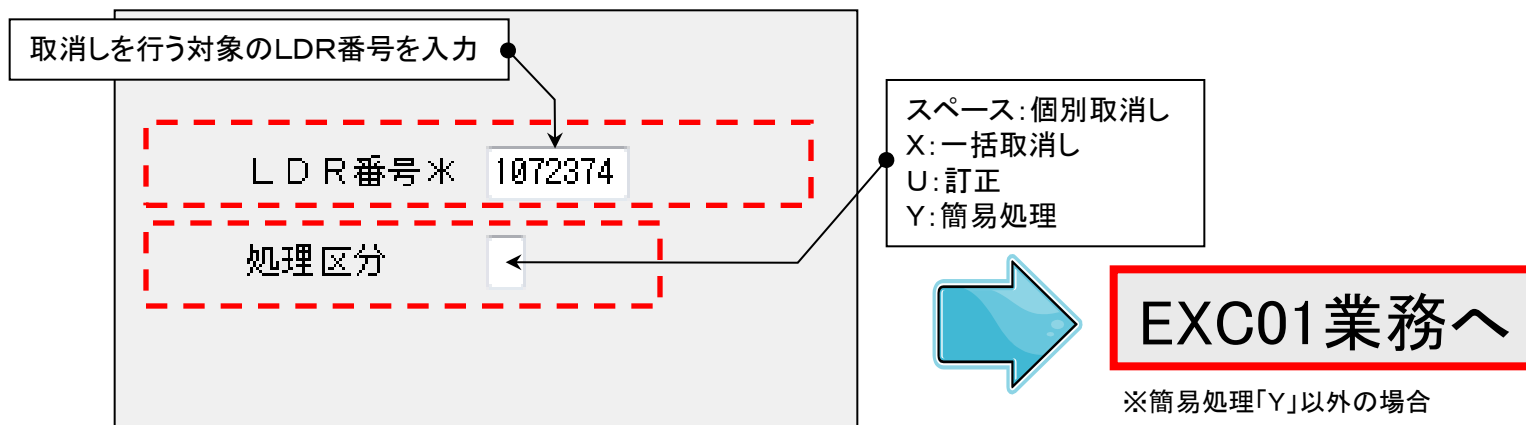 取消しを行う対象のLDR番号を入力
LDR番号＊ 1072374
処理区分
スペース：個別取消し
X：一括取消し
U：訂正
Y：簡易処理
EXC01業務へ
※簡易処理「Y」以外の場合